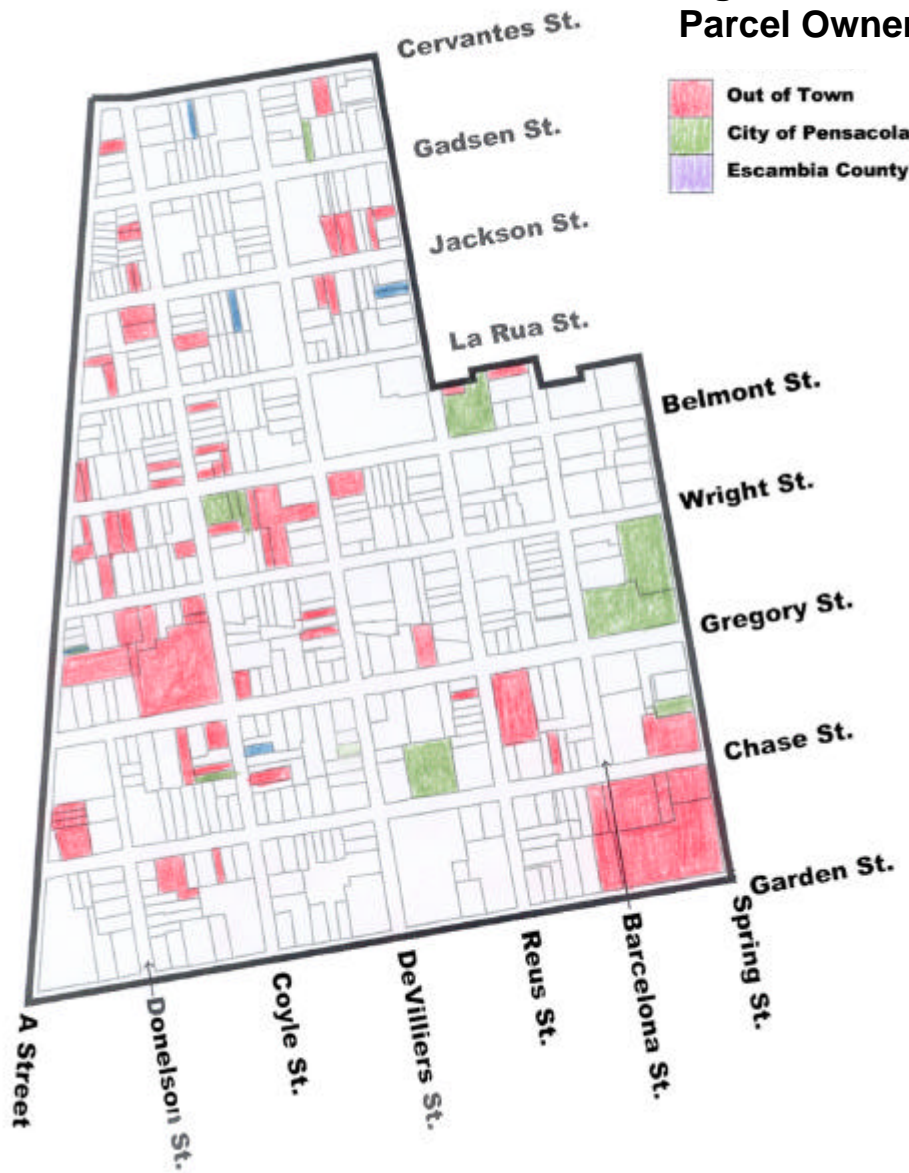 Parcel Owner
Out of Town
City of Pensacola
Escambia County
Cervantes St.
Gadsen St.
Jackson St.
La Rua St.
Belmont St.
Wright St.
Gregory St.
Chase St.
Garden St.
A Street
Donelson St.
Coyle St.
DeVilliers St.
Reus St.
Barcelona St.
Spring St.